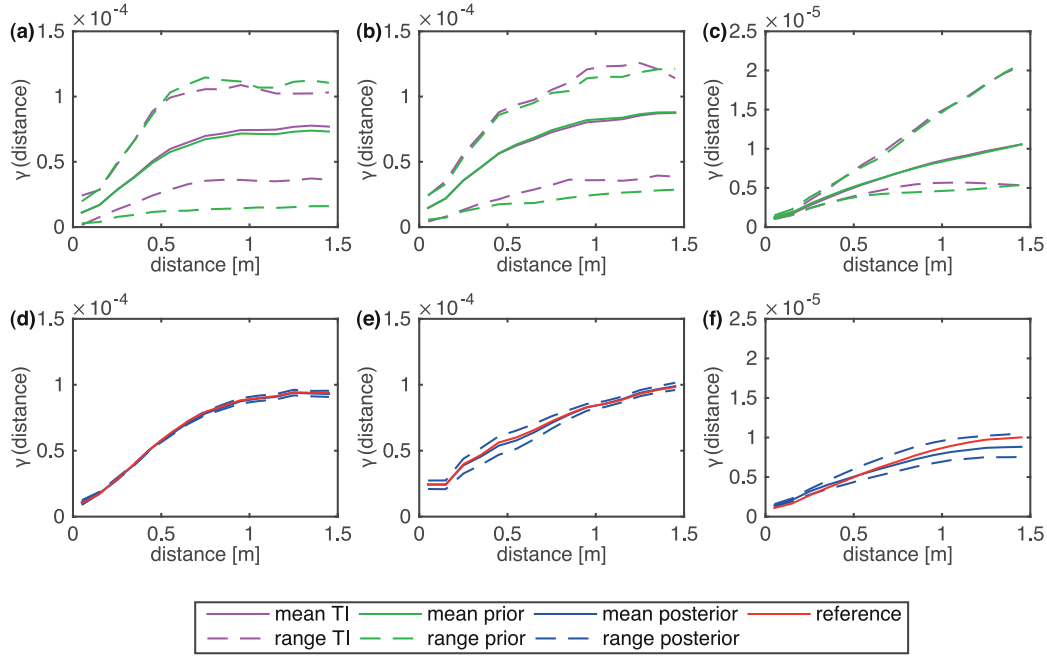 × 10⁻⁴
× 10⁻⁴
× 10⁻⁵
(a)
1.5
1
0.5
0
γ (distance)
0
0.5
1
1.5
distance [m]
(b)
1.5
1
0.5
0
γ (distance)
0
0.5
1
1.5
distance [m]
(c)
2.5
2
1.5
1
0.5
0
γ (distance)
0
0.5
1
1.5
distance [m]
× 10⁻⁴
× 10⁻⁴
× 10⁻⁵
(d)
1.5
1
0.5
0
γ (distance)
0
0.5
1
1.5
distance [m]
(e)
1.5
1
0.5
0
γ (distance)
0
0.5
1
1.5
distance [m]
(f)
2.5
2
1.5
1
0.5
0
γ (distance)
0
0.5
1
1.5
distance [m]
mean TI mean prior mean posterior reference
range TI range prior range posterior